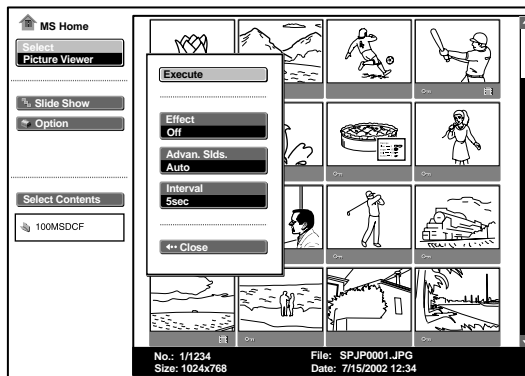 MS Home
Select
Picture Viewer
Slide Show
Option
Select Contents
100MSDCF
Execute
Effect
Off
Advan. Slds.
Auto
Interval
5sec
Close
No.: 1/1234
File: SPJP0001.JPG
Size: 1024x768
Date: 7/15/2002 12:34